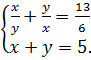 {x/y + y/x = 13/6
x + y = 5.